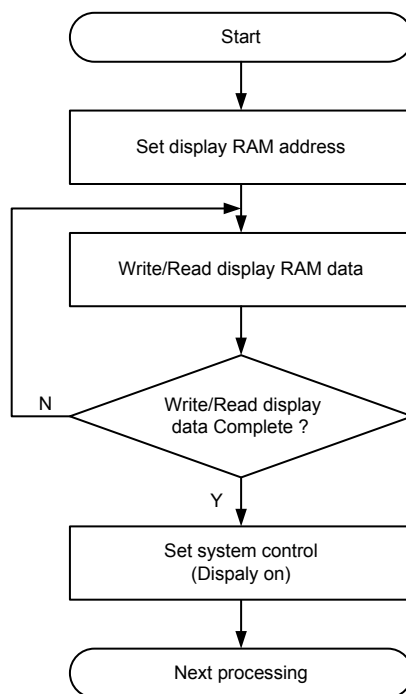 Start
Set display RAM address
Write/Read display RAM data
Write/Read display
data Complete ?
N
Y
Set system control
(Dispaly on)
Next processing